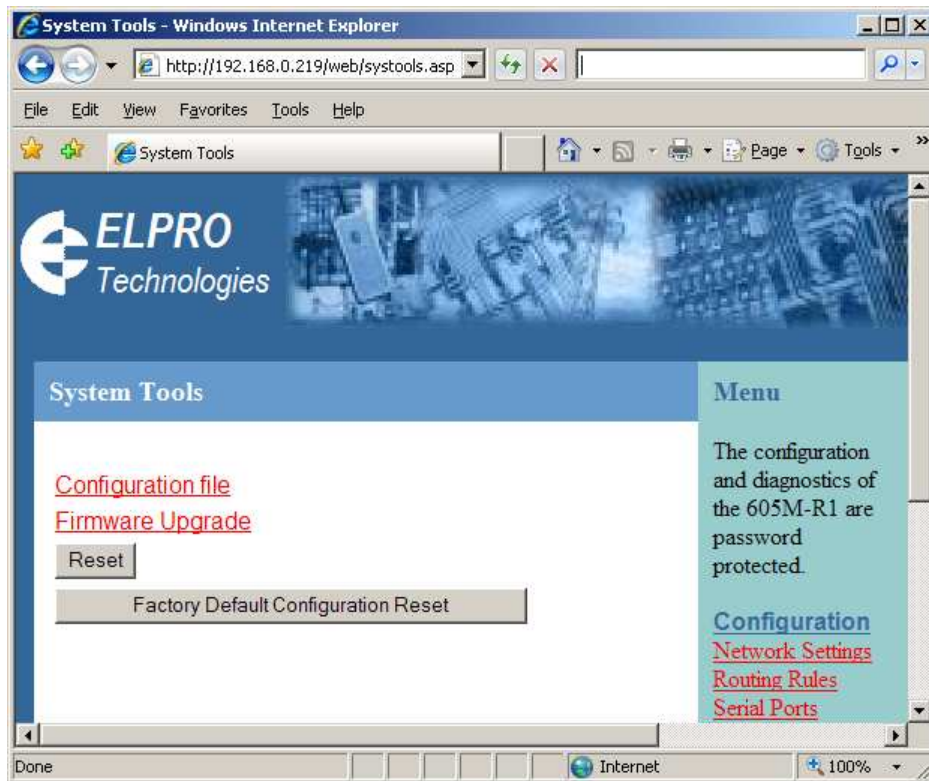 System Tools - Windows Internet Explorer
http://192.168.0.219/web/systools.asp
File Edit View Favorites Tools Help
System Tools
Page Tools »
ELPRO
Technologies
System Tools
Configuration file
Firmware Upgrade
Reset
Factory Default Configuration Reset
Menu
The configuration
and diagnostics of
the 605M-R1 are
password
protected.
Configuration
Network Settings
Routing Rules
Serial Ports
Done
Internet
100%